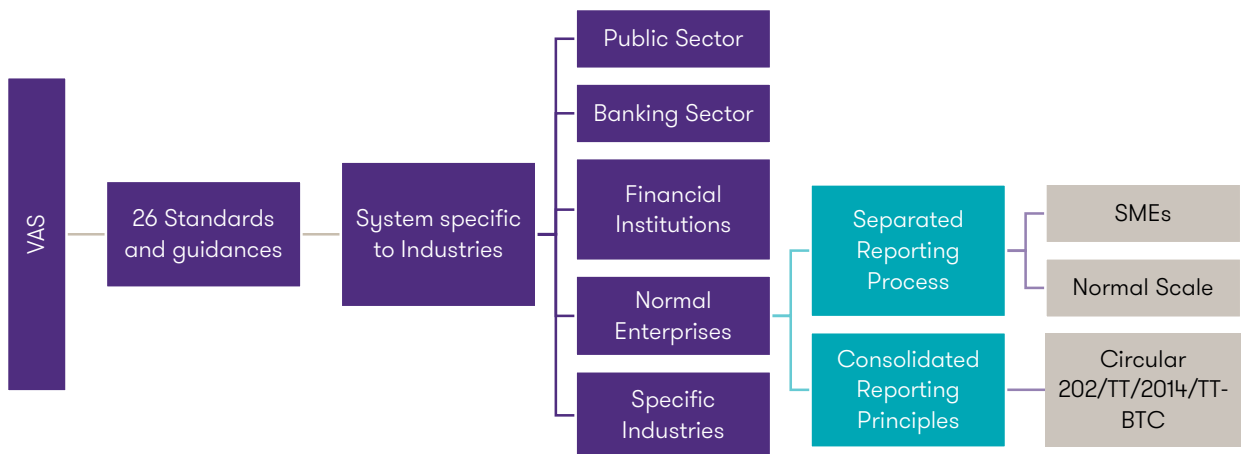 VAS
26 Standards
and guidances
System specific
to Industries
Public Sector
Banking Sector
Financial
Institutions
Normal
Enterprises
Specific
Industries
Separated
Reporting
Process
Consolidated
Reporting
Principles
SMEs
Normal Scale
Circular
202/TT/2014/TT-
BTC